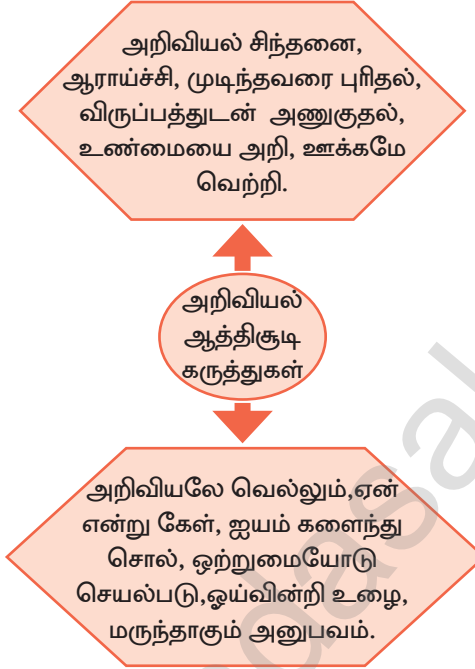 அறிவியல் சிந்தனை,
ஆராய்ச்சி, முடிந்தவரை புரிதல்,
விருப்பத்துடன் அணுகுதல்,
உண்மையை அறி, ஊக்கமே
வெற்றி.
அறிவியல்
ஆத்திசூடி
கருத்துகள்
அறிவியலே வெல்லும்,ஏன்
என்று கேள், ஐயம் களைந்து
சொல், ஒற்றுமையோடு
செயல்படு,ஓய்வின்றி உழை,
மருந்தாகும் அனுபவம்.